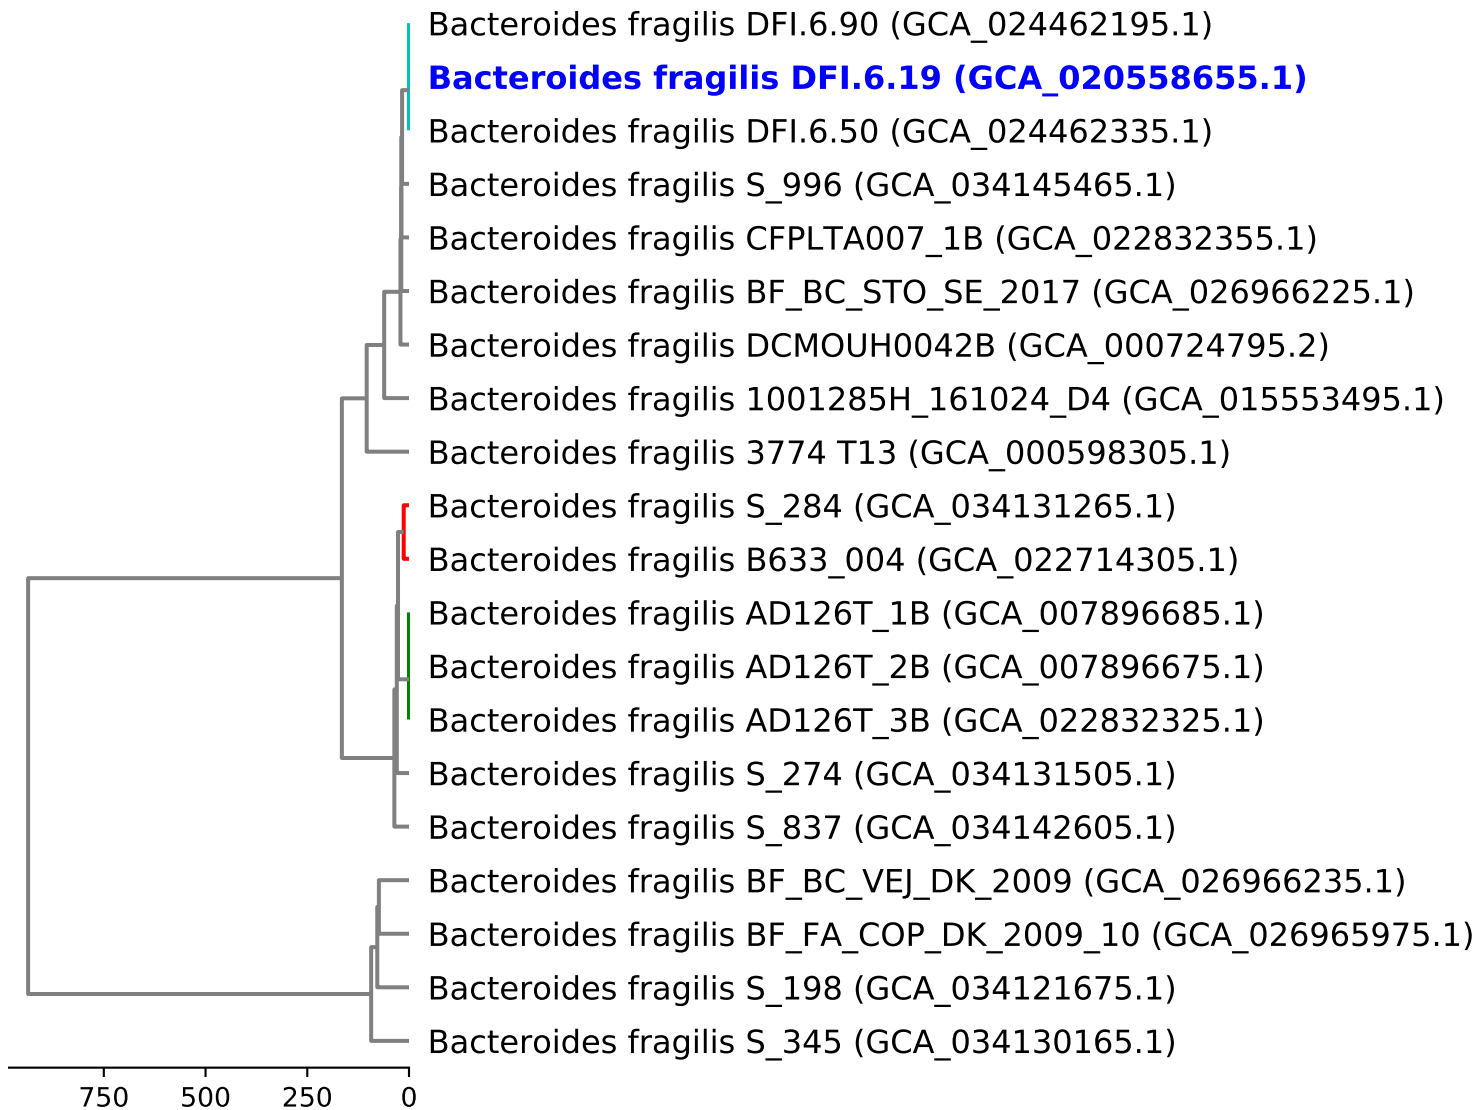 Bacteroides fragilis DFI.6.90 (GCA_024462195.1)
Bacteroides fragilis DFI.6.19 (GCA_020558655.1)
Bacteroides fragilis DFI.6.50 (GCA_024462335.1)
Bacteroides fragilis S_996 (GCA_034145465.1)
Bacteroides fragilis CFPLTA007_1B (GCA_022832355.1)
Bacteroides fragilis BF_BC_STO_SE_2017 (GCA_026966225.1)
Bacteroides fragilis DCMOUH0042B (GCA_000724795.2)
Bacteroides fragilis 1001285H_161024_D4 (GCA_015553495.1)
Bacteroides fragilis 3774 T13 (GCA_000598305.1)
Bacteroides fragilis S_284 (GCA_034131265.1)
Bacteroides fragilis B633_004 (GCA_022714305.1)
Bacteroides fragilis AD126T_1B (GCA_007896685.1)
Bacteroides fragilis AD126T_2B (GCA_007896675.1)
Bacteroides fragilis AD126T_3B (GCA_022832325.1)
Bacteroides fragilis S_274 (GCA_034131505.1)
Bacteroides fragilis S_837 (GCA_034142605.1)
Bacteroides fragilis BF_BC_VEJ_DK_2009 (GCA_026966235.1)
Bacteroides fragilis BF_FA_COP_DK_2009_10 (GCA_026965975.1)
Bacteroides fragilis S_198 (GCA_034121675.1)
Bacteroides fragilis S_345 (GCA_034130165.1)
750 500 250 0